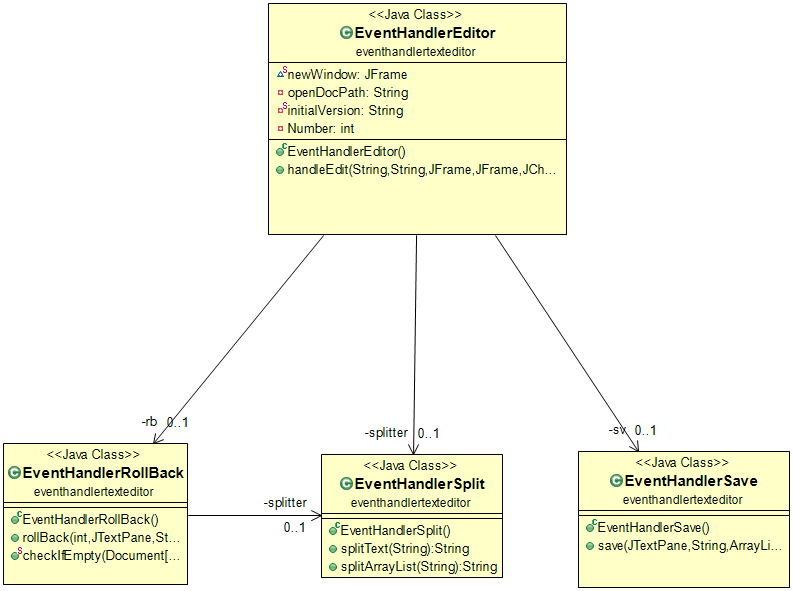 <<Java Class>>
EventHandlerEditor
eventhandlertexteditor
newWindow: JFrame
openDocPath: String
initialVersion: String
Number: int
EventHandlerEditor()
handleEdit(String,String,JFrame,JFrame,JCh...
-rb 0..1
-splitter 0..1
-sv 0..1
<<Java Class>>
EventHandlerRollBack
eventhandlertexteditor
EventHandlerRollBack()
rollBack(int,JTextPane,St...
checkIfEmpty(Document[...
-splitter
0..1
<<Java Class>>
EventHandlerSplit
eventhandlertexteditor
EventHandlerSplit()
splitText(String):String
splitArrayList(String):String
<<Java Class>>
EventHandlerSave
eventhandlertexteditor
EventHandlerSave()
save(JTextPane,String,ArrayLi...